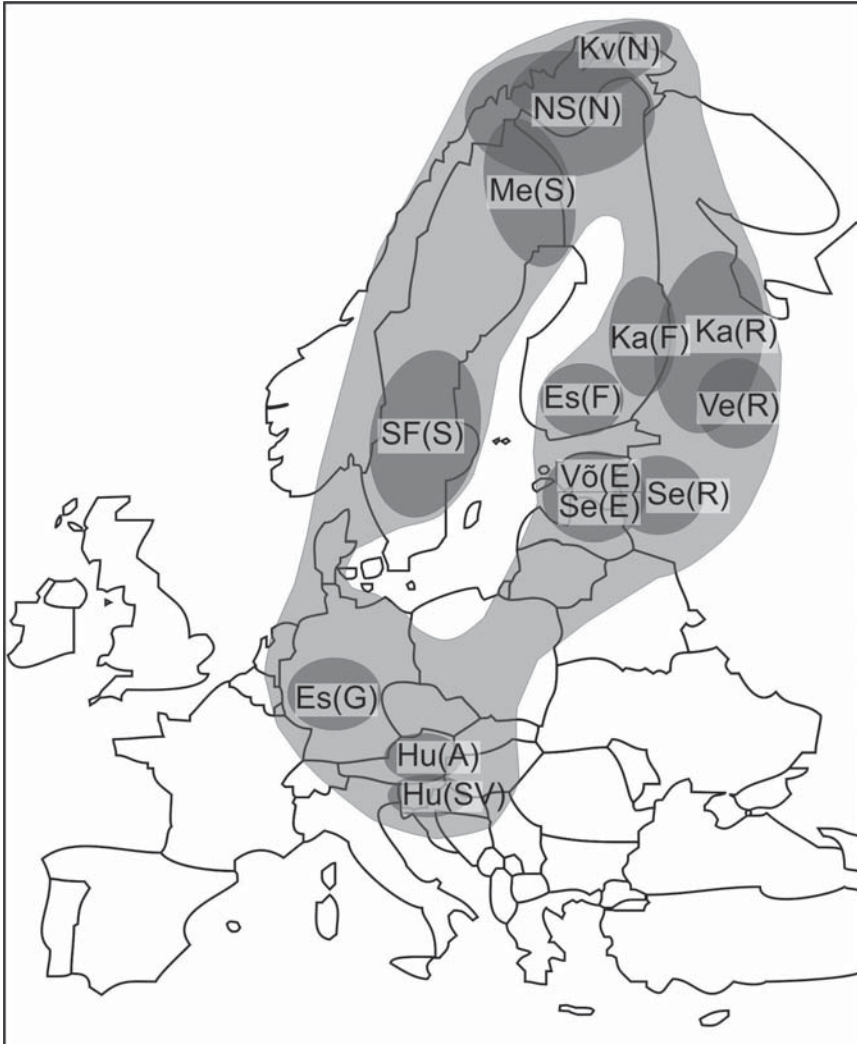 Kv(N)
NS(N)
Me(S)
Ka(F)
Ka(R)
Es(F)
Ve(R)
SF(S)
Võ(E)
Se(E)
Se(R)
Es(G)
Hu(A)
Hu(SV)